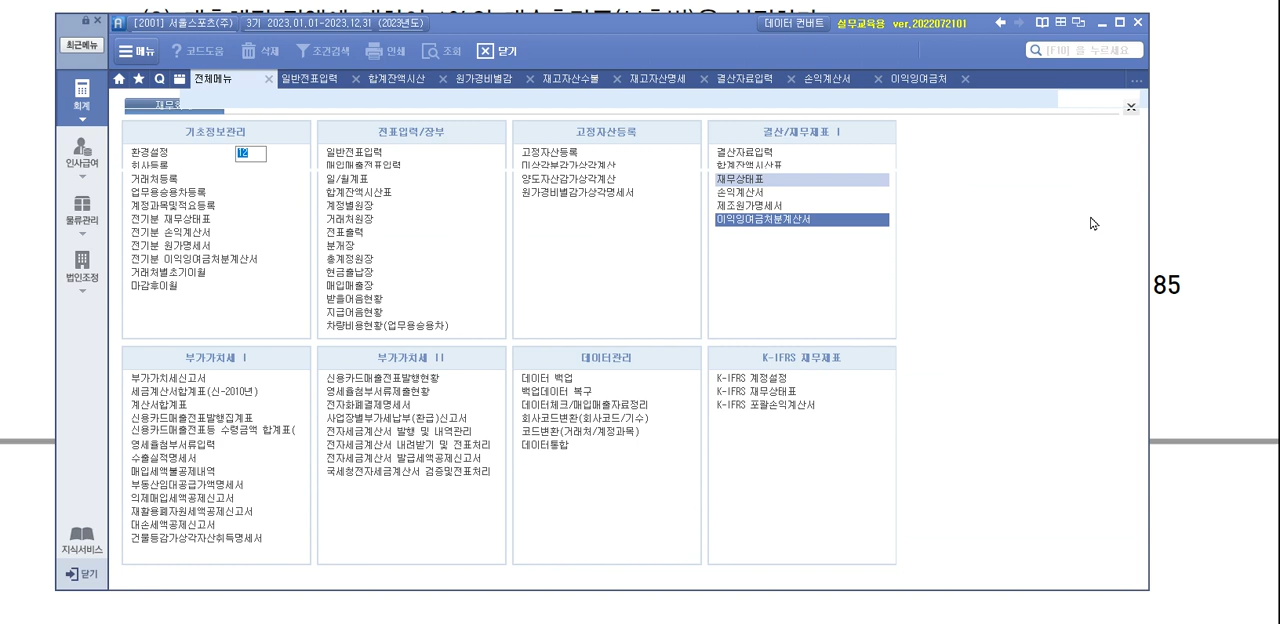 [2001] 서울스포츠(주) 3기 2023.01.01~2023.12.31 (2023년도) 데이터 컨버트 실무교육용 ver.2022072101
최근메뉴
메뉴 코드도움 삭제 조건검색 인쇄 조회 닫기 [F10] 을 누르세요
전체메뉴 일반전표입력 합계잔액시산 원가경비별감 재고자산수불 재고자산명세 결산자료입력 손익계산서 이익잉여금처
회계
인사급여
물류관리
법인조정
지식서비스
닫기
기초정보관리
환경설정
12
회사등록
거래처등록
업무용승용차등록
계정과목및적요등록
전기분 재무상태표
전기분 손익계산서
전기분 원가명세서
전기분 이익잉여금처분계산서
거래처별초기이월
마감후이월
전표입력/장부
일반전표입력
매입매출전표입력
일/월계표
합계잔액시산표
계정별원장
거래처원장
전표출력
분개장
총계정원장
현금출납장
매입매출장
받을어음현황
지급어음현황
차량비용현황(업무용승용차)
고정자산등록
고정자산등록
미상각부감가상각계산
양도자산감가상각계산
원가경비별감가상각명세서
결산/재무제표 I
결산자료입력
합계잔액시산표
재무상태표
손익계산서
제조원가명세서
이익잉여금처분계산서
85
부가가치세 I
부가가치세신고서
세금계산서합계표(신-2010년)
계산서합계표
신용카드매출전표발행집계표
신용카드매출전표등 수령금액 합계표(
영세율첨부서류입력
수출실적명세서
매입세액불공제내역
부동산임대공급가액명세서
의제매입세액공제신고서
재활용폐자원세액공제신고서
대손세액공제신고서
건물등감가상각자산취득명세서
부가가치세 II
신용카드매출전표발행현황
영세율첨부서류제출현황
전자화폐결제명세서
사업장별부가세납부(환급)신고서
전자세금계산서 발행 및 내역관리
전자세금계산서 내려받기 및 전표처리
전자세금계산서 발급세액공제신고서
국세청전자세금계산서 검증및전표처리
데이터관리
데이터 백업
백업데이터 복구
데이터체크/매입매출자료정리
회사코드변환(회사코드/기수)
코드변환(거래처/계정과목)
데이터통합
K-IFRS 재무제표
K-IFRS 계정설정
K-IFRS 재무상태표
K-IFRS 포괄손익계산서